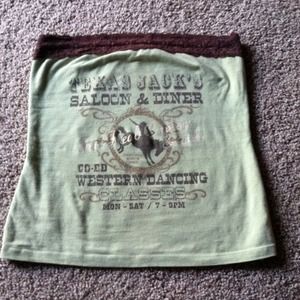 TEXAS JACK'S
SALOON & DINER
CO-ED
WESTERN DANCING
CLASSES
MON - SAT / 7 - 9PM